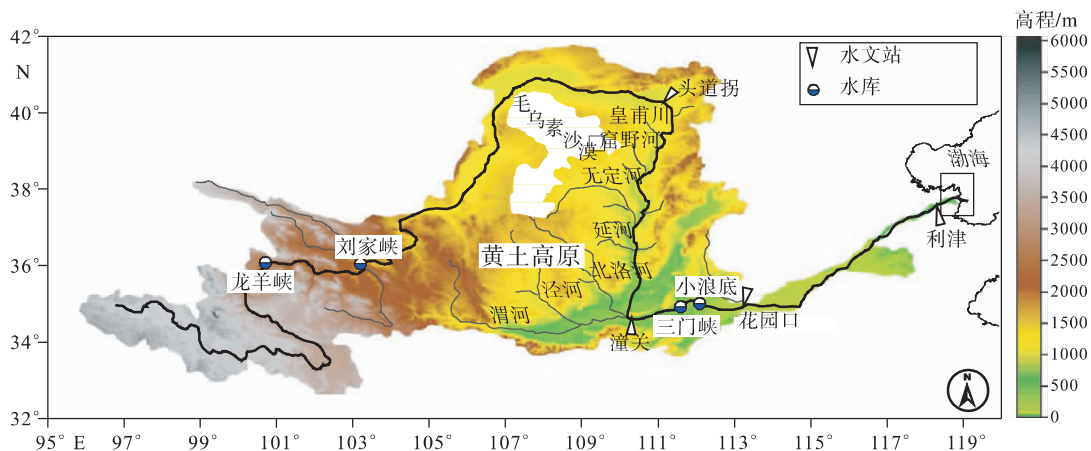 高程/m
42°
N
40°
38°
36°
34°
32°
95° E
97°
99°
101°
103°
105°
107°
109°
111°
113°
115°
117°
119°
水文站
水库
6000
5000
4500
4000
3500
3000
2500
2000
1500
1000
500
0
头道拐
皇甫川
毛乌素沙漠
窟野河
无定河
渤海
利津
延河
刘家峡
黄土高原
北洛河
龙羊峡
泾河
小浪底
渭河
三门峡
花园口
潼关
N